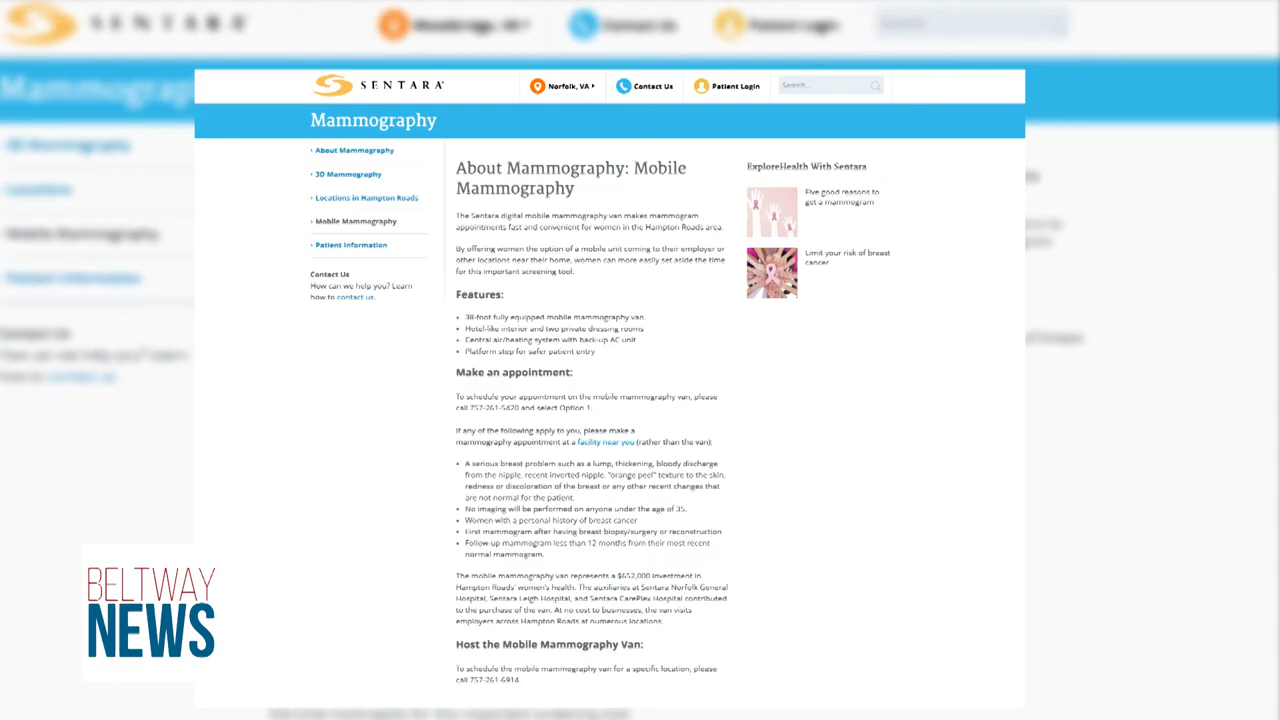 SENTARA®
Norfolk, VA
Contact Us
Patient Login
Search...
Mammography
About Mammography
3D Mammography
Locations in Hampton Roads
Mobile Mammography
Patient Information
Contact Us
How can we help you? Learn
how to contact us.
About Mammography: Mobile
Mammography
The Sentara digital mobile mammography van makes mammogram
appointments fast and convenient for women in the Hampton Roads area.
By offering women the option of a mobile unit coming to their employer or
other locations near their home, women can more easily set aside the time
for this important screening tool.
Features:
• 38-foot fully equipped mobile mammography van.
• Hotel-like interior and two private dressing rooms
• Central air/heating system with back-up AC unit
• Platform step for safer patient entry
Make an appointment:
To schedule your appointment on the mobile mammography van, please
call 757-261-5420 and select Option 1.
If any of the following apply to you, please make a
mammography appointment at a facility near you (rather than the van):
• A serious breast problem such as a lump, thickening, bloody discharge
from the nipple, recent inverted nipple, "orange peel" texture to the skin,
redness or discoloration of the breast or any other recent changes that
are not normal for the patient.
• No imaging will be performed on anyone under the age of 35.
• Women with a personal history of breast cancer
• First mammogram after having breast biopsy/surgery or reconstruction
• Follow-up mammogram less than 12 months from their most recent
normal mammogram.
The mobile mammography van represents a $652,000 investment in
Hampton Roads' women's health. The auxiliaries at Sentara Norfolk General
Hospital, Sentara Leigh Hospital, and Sentara CarePlex Hospital contributed
to the purchase of the van. At no cost to businesses, the van visits
employers across Hampton Roads at numerous locations.
Host the Mobile Mammography Van:
To schedule the mobile mammography van for a specific location, please
call 757-261-6914.
ExploreHealth With Sentara
Five good reasons to
get a mammogram
Limit your risk of breast
cancer
BELTWAY
NEWS